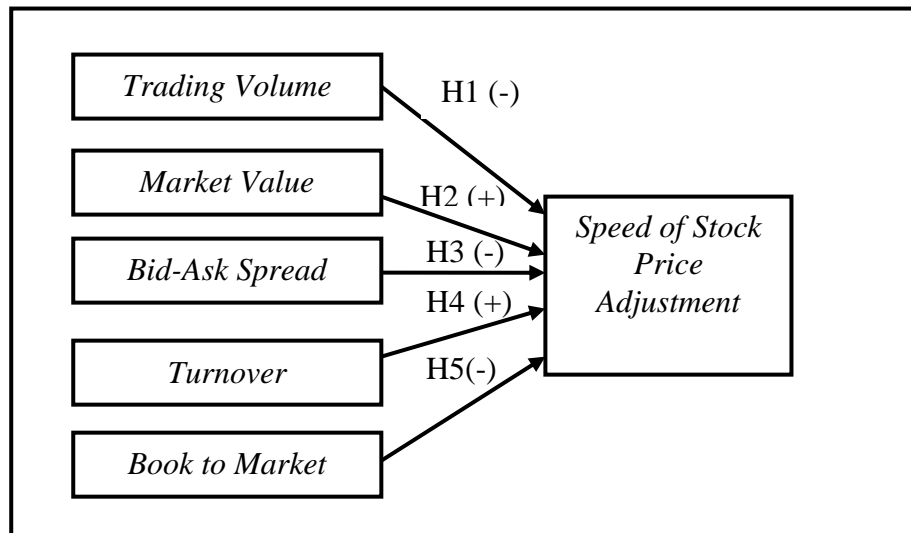 Trading Volume
H1 (-)
Market Value
H2 (+)
Bid-Ask Spread
H3 (-)
Speed of Stock
Price
Adjustment
H4 (+)
Turnover
H5(-)
Book to Market